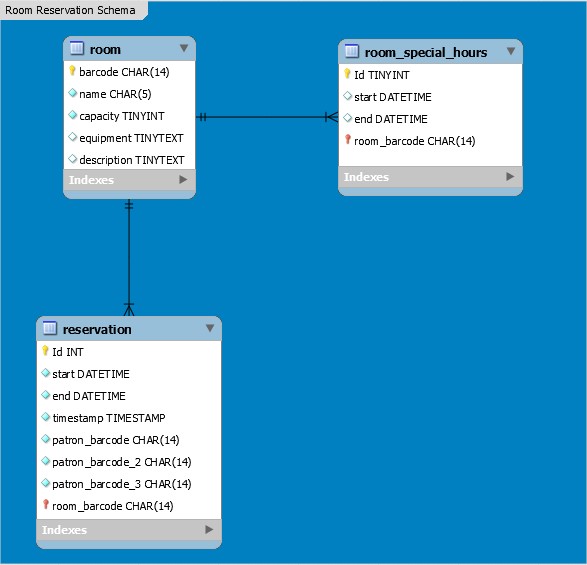 Room Reservation Schema
room
barcode CHAR(14)
name CHAR(5)
capacity TINYINT
equipment TINYTEXT
description TINYTEXT
Indexes
room_special_hours
Id TINYINT
start DATETIME
end DATETIME
room_barcode CHAR(14)
Indexes
reservation
Id INT
start DATETIME
end DATETIME
timestamp TIMESTAMP
patron_barcode CHAR(14)
patron_barcode_2 CHAR(14)
patron_barcode_3 CHAR(14)
room_barcode CHAR(14)
Indexes